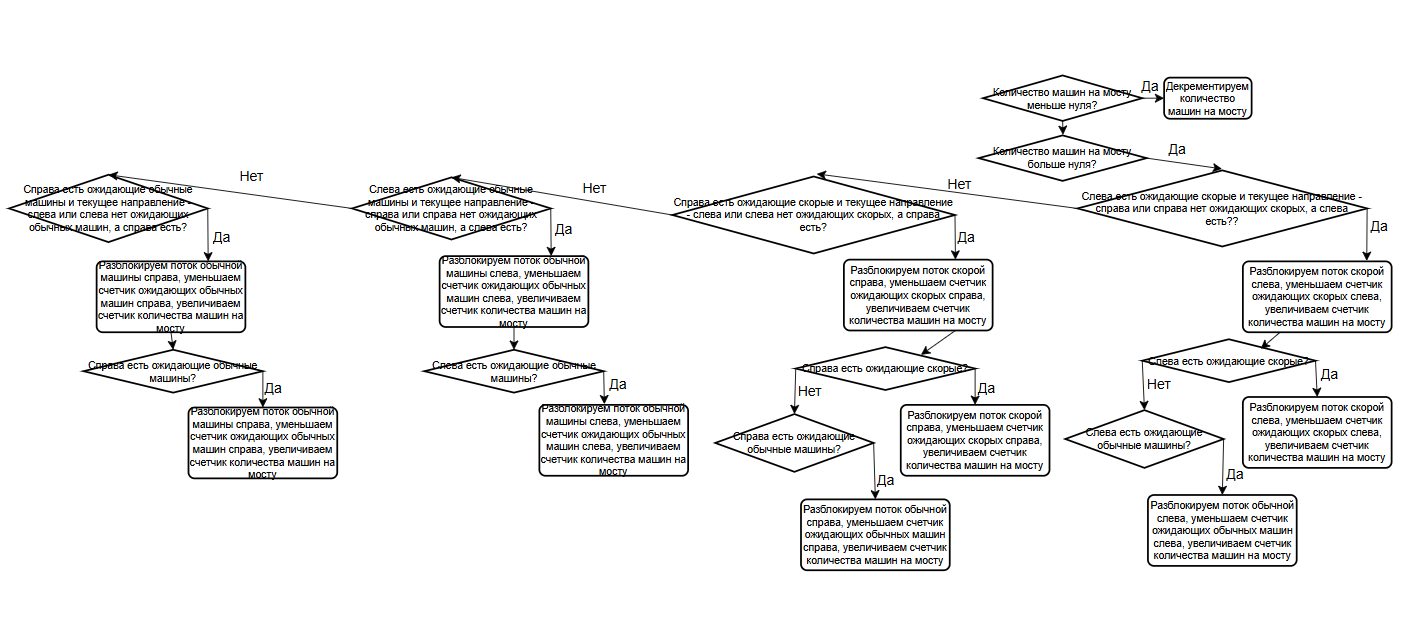 Количество машин на мосту
меньше нуля?
Да
Декрементируем
количество
машин на мосту
Количество машин на мосту
больше нуля?
Да
Слева есть ожидающие скорые и текущее направление -
справа или справа нет ожидающих скорых, а слева
есть??
Нет
Справа есть ожидающие скорые и текущее направление
- слева или слева нет ожидающих скорых, а справа
есть?
Нет
Слева есть ожидающие обычные
машины и текущее направление -
справа или справа нет ожидающих
обычных машин, а слева есть?
Нет
Справа есть ожидающие обычные
машины и текущее направление -
слева или слева нет ожидающих
обычных машин, а справа есть?
Да
Разблокируем поток обычной
машины справа, уменьшаем
счетчик ожидающих обычных
машин справа, увеличиваем
счетчик количества машин на
мосту
Справа есть ожидающие обычные
машины?
Да
Разблокируем поток обычной
машины справа, уменьшаем
счетчик ожидающих обычных
машин справа, увеличиваем
счетчик количества машин на
мосту
Да
Разблокируем поток обычной
машины слева, уменьшаем
счетчик ожидающих обычных
машин слева, увеличиваем
счетчик количества машин на
мосту
Слева есть ожидающие обычные
машины?
Да
Разблокируем поток обычной
машины слева, уменьшаем
счетчик ожидающих обычных
машин слева, увеличиваем
счетчик количества машин на
мосту
Да
Разблокируем поток скорой
справа, уменьшаем счетчик
ожидающих скорых справа,
увеличиваем счетчик
количества машин на мосту
Справа есть ожидающие скорые?
Нет
Да
Справа есть ожидающие
обычные машины?
Разблокируем поток скорой
справа, уменьшаем счетчик
ожидающих скорых справа,
увеличиваем счетчик
количества машин на мосту
Да
Разблокируем поток обычной
справа, уменьшаем счетчик
ожидающих обычных машин
справа, увеличиваем счетчик
количества машин на мосту
Да
Разблокируем поток скорой
слева, уменьшаем счетчик
ожидающих скорых слева,
увеличиваем счетчик
количества машин на мосту
Слева есть ожидающие скорые?
Нет
Да
Слева есть ожидающие
обычные машины?
Разблокируем поток скорой
слева, уменьшаем счетчик
ожидающих скорых слева,
увеличиваем счетчик
количества машин на мосту
Да
Разблокируем поток обычной
слева, уменьшаем счетчик
ожидающих обычных машин
слева, увеличиваем счетчик
количества машин на мосту